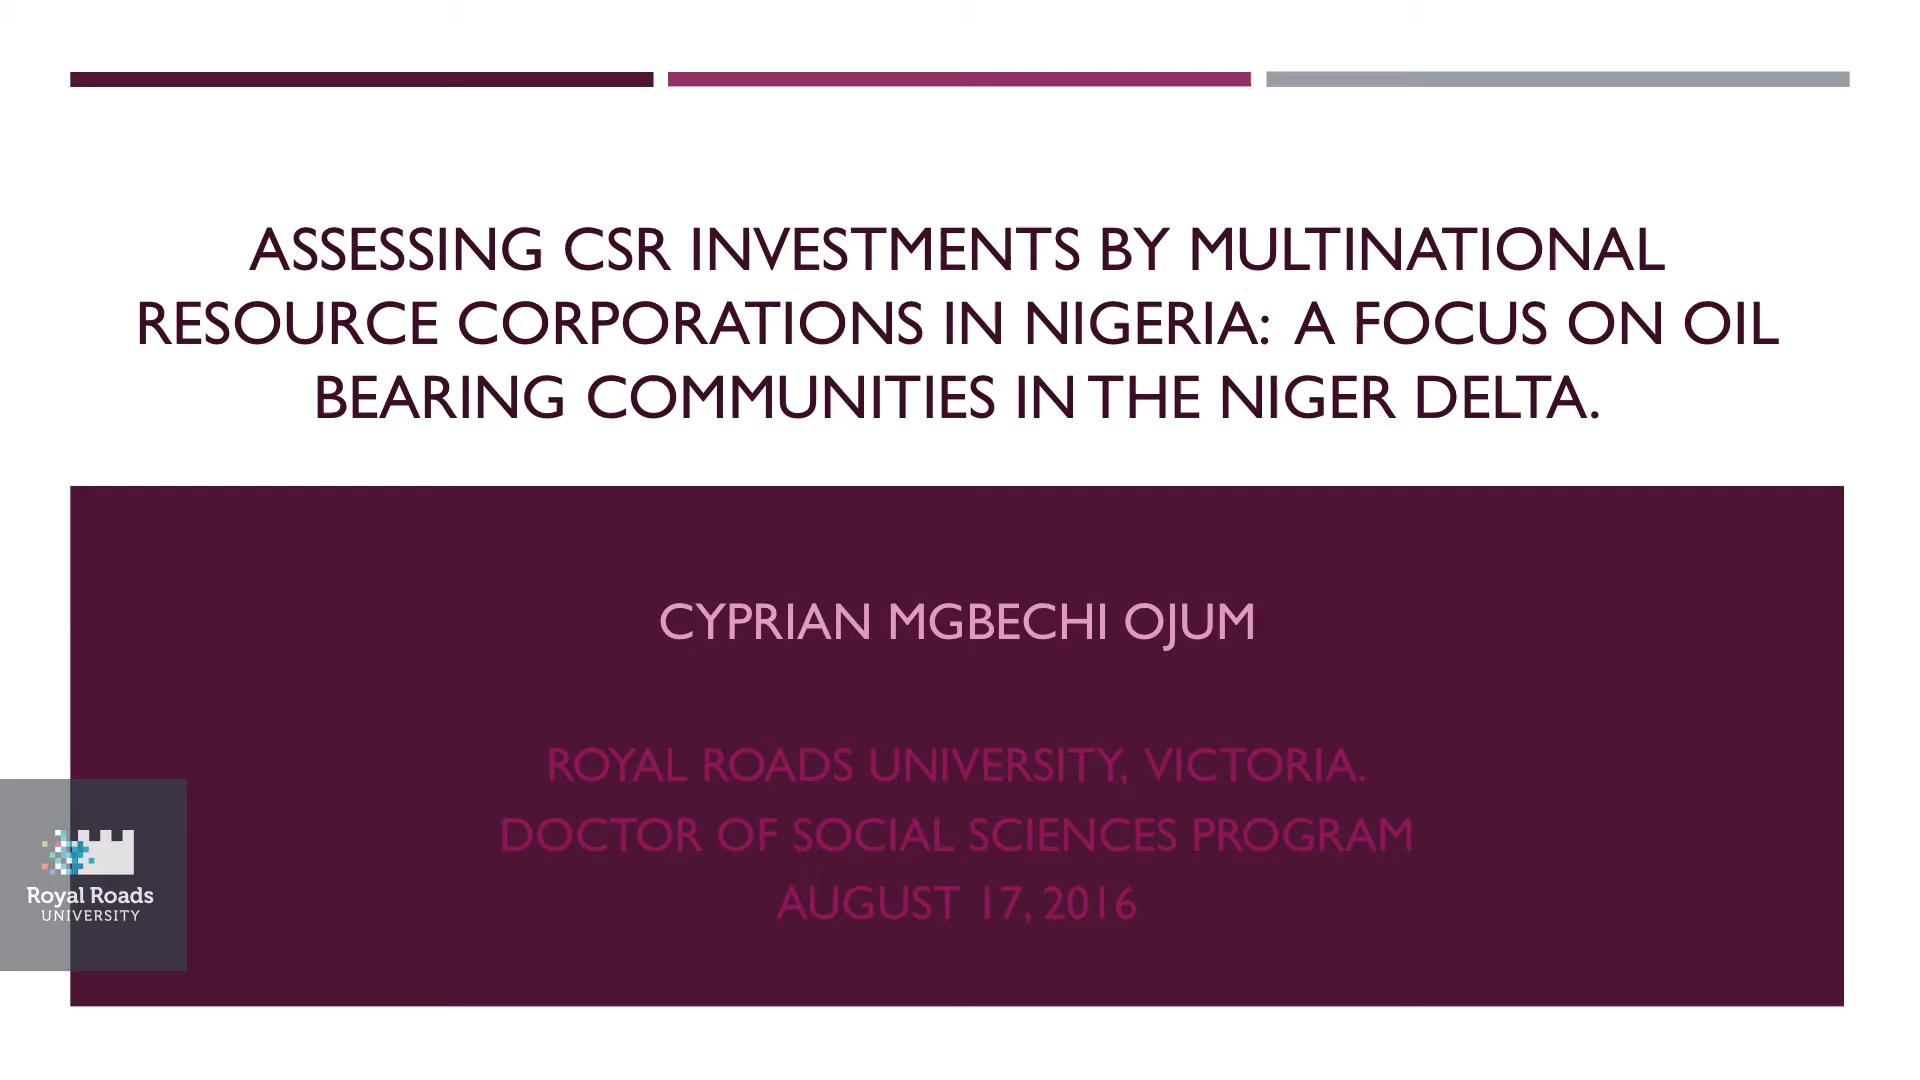 ASSESSING CSR INVESTMENTS BY MULTINATIONAL
RESOURCE CORPORATIONS IN NIGERIA: A FOCUS ON OIL
BEARING COMMUNITIES IN THE NIGER DELTA.
CYPRIAN MGBECHI OJUM
ROYAL ROADS UNIVERSITY, VICTORIA.
DOCTOR OF SOCIAL SCIENCES PROGRAM
AUGUST 17, 2016
Royal Roads
UNIVERSITY